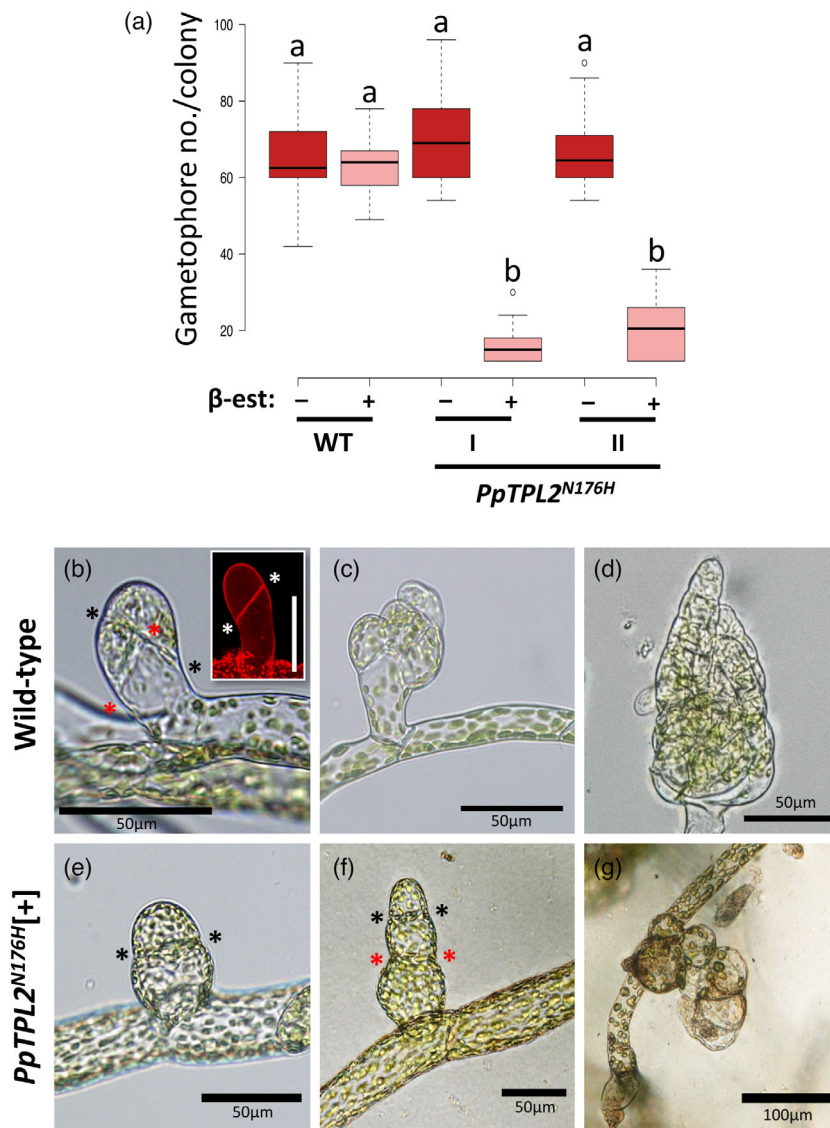 (a)
Gametophore no./colony
100
80
60
40
20
a
a
a
b
a
b
β-est: – + – + – +
WT I II
PpTPL2N176H
Wild-type
(b)
*
*
*
*
*
50μm
(c)
50μm
(d)
50μm
PpTPL2N176H[+]
(e)
*
*
50μm
(f)
*
*
*
*
50μm
(g)
100μm